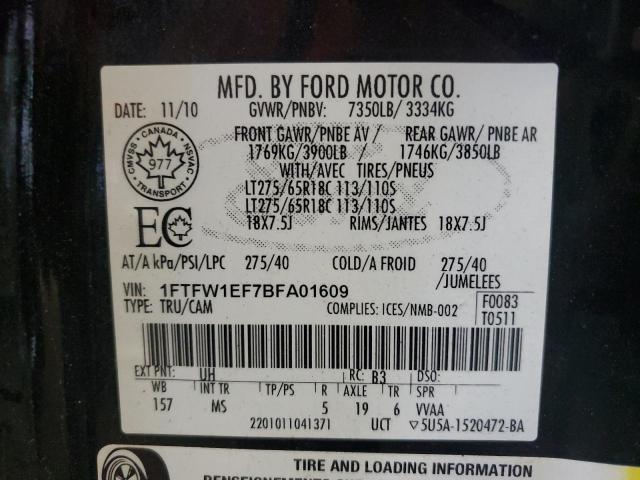 MFD. BY FORD MOTOR CO.
DATE: 11/10 GVWR/PNBV: 7350LB/ 3334KG
FRONT GAWR/PNBE AV / REAR GAWR/ PNBE AR
1769KG/3900LB 1746KG/3850LB
WITH/AVEC TIRES/PNEUS
LT275/65R18C 113/110S
LT275/65R18C 113/110S
18X7.5J RIMS/JANTES 18X7.5J
CMVSS · CANADA · NSVAC
977
TRANSPORT
EC
AT/A kPa/PSI/LPC 275/40 COLD/A FROID 275/40
/JUMELEES
VIN: 1FTFW1EF7BFA01609
TYPE: TRU/CAM COMPLIES: ICES/NMB-002
F0083
T0511
EXT PNT: UH RC: B3 DSO:
WB INT TR TP/PS R AXLE TR SPR
157 MS 5 19 6 VVAA
2201011041371 UCT ▽5U5A-1520472-BA
TIRE AND LOADING INFORMATION